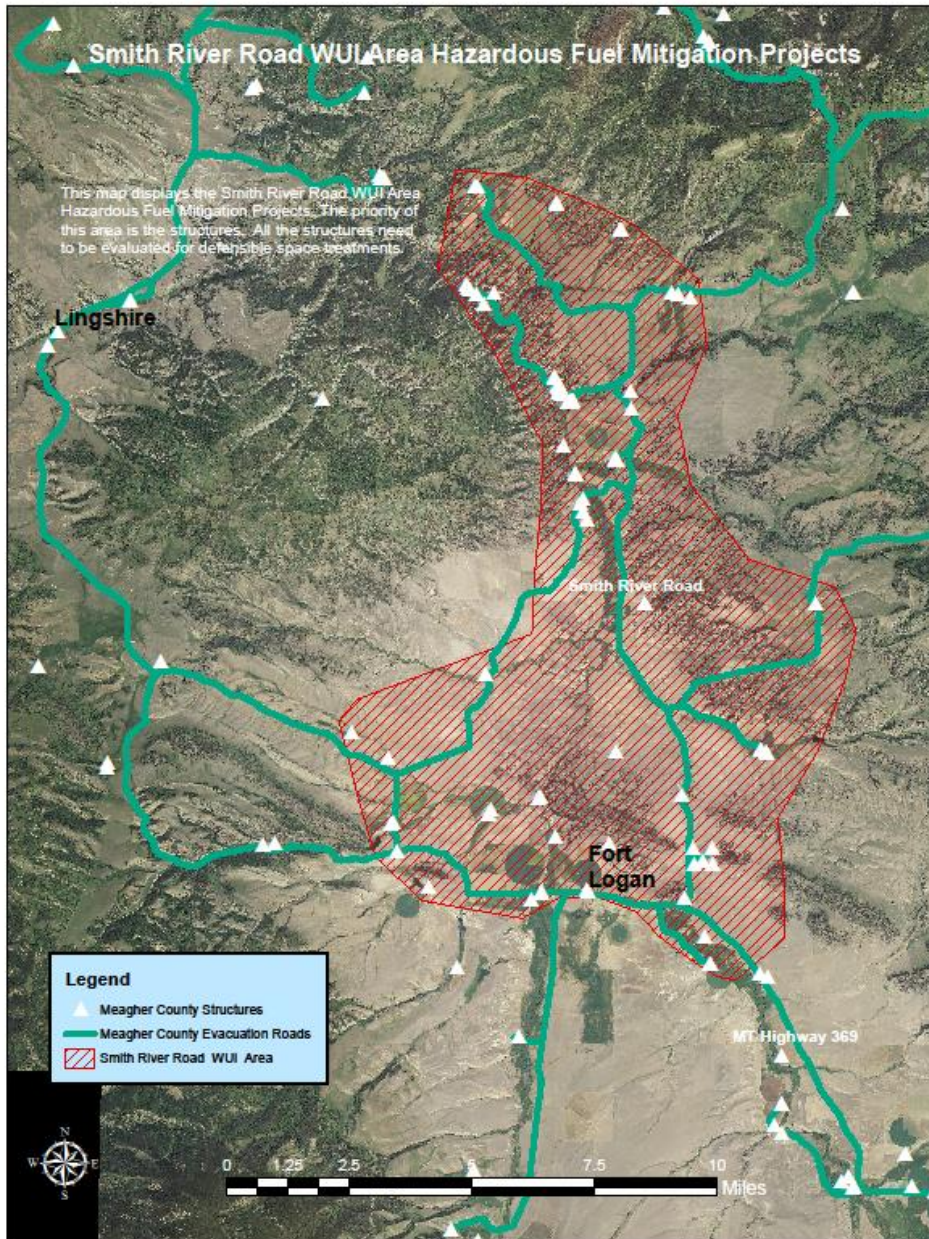 Smith River Road WUI Area Hazardous Fuel Mitigation Projects
This map displays the Smith River Road WUI Area
Hazardous Fuel Mitigation Projects. The priority of
this area is the structures. All the structures need
to be evaluated for defensible space treatments.
Lingshire
Smith River Road
Fort
Logan
Legend
Meagher County Structures
Meagher County Evacuation Roads
Smith River Road WUI Area
MT Highway 369
N
W E
S
0 1.25 2.5 5 7.5 10
Miles